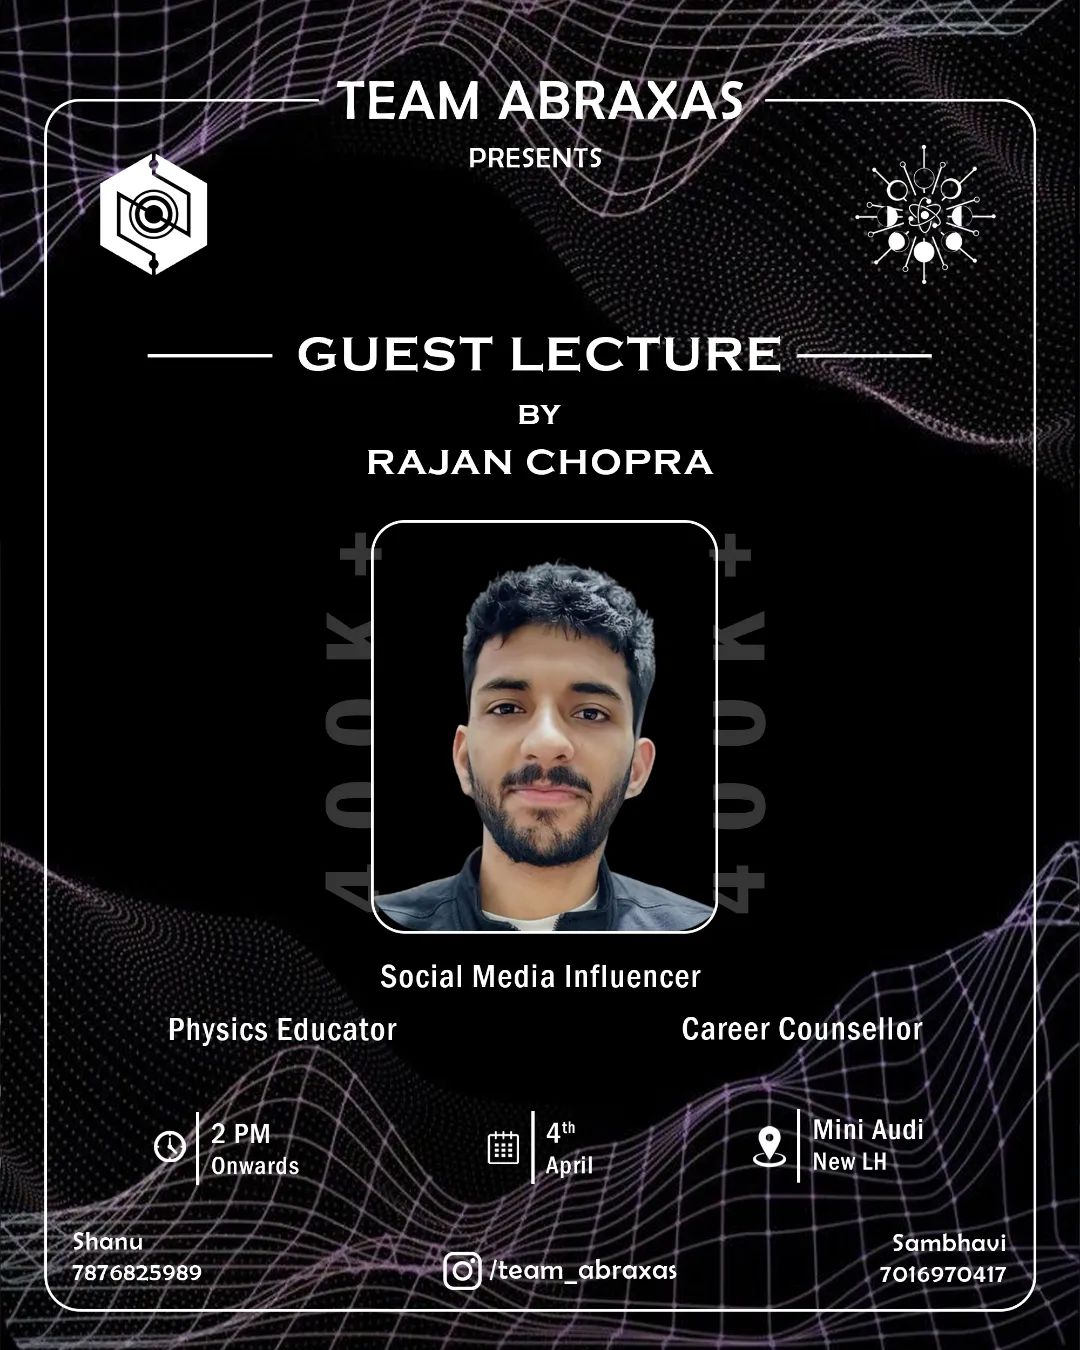 TEAM ABRAXAS
PRESENTS
GUEST LECTURE
BY
RAJAN CHOPRA
400K+
400K+
Social Media Influencer
Physics Educator
Career Counsellor
2 PM
Onwards
4th
April
Mini Audi
New LH
Shanu
7876825989
/team_abraxas
Sambhavi
7016970417